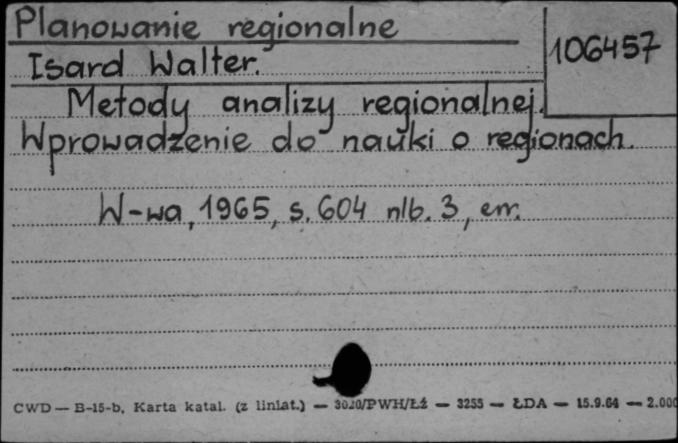 Planowanie regionalne
106457
Isard Walter.
Metody analizy regionalnej.
Wprowadzenie do nauki o regionach.
W-wa, 1965, s. 604 nlb. 3, err.
CWD — B-15-b, Karta katal. (z liniat.) — 3020/PWH/Łź — 3255 — ŁDA — 15.9.64 — 2.000